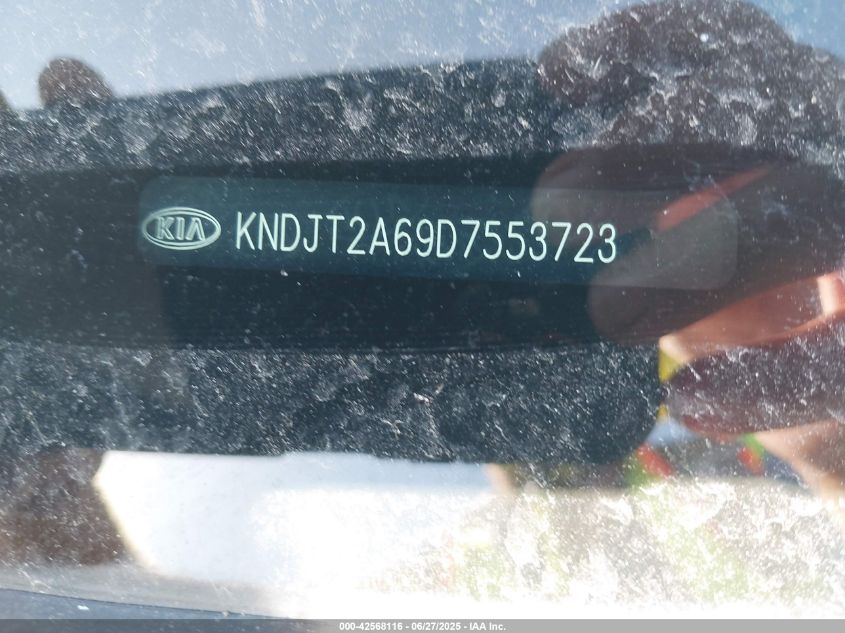 KIA KNDJT2A69D7553723
000-42568116 - 06/27/2025 - IAA Inc.